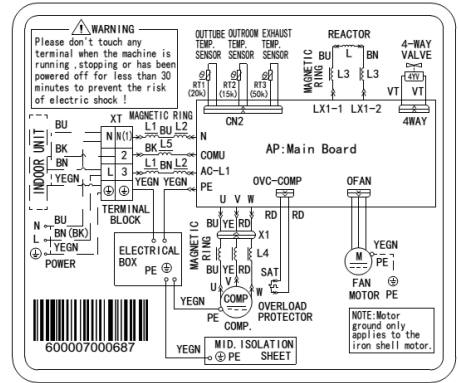 WARNING
Please don't touch any
terminal when the machine is
running ,stopping or has been
powered off for less than 30
minutes to prevent the risk
of electric shock !
OUTTUBE OUTROOM EXHAUST
TEMP. TEMP. TEMP.
SENSOR SENSOR SENSOR
RT1 RT2 RT3
(20k) (15k) (50k)
CN2
MAGNETIC RING
REACTOR
BU L BN
L3 L3
LX1-1 LX1-2
4-WAY
VALVE
4YV
VT VT
4WAY
INDOOR UNIT
BU
BK
BN
YEGN
XT
N N(1)
2
L 3
TERMINAL
BLOCK
MAGNETIC RING
L1 BU L2
BK L5
L1 BN L2
YEGN YEGN
N
COMU
AC-L1
PE
AP:Main Board
U V W
OVC-COMP
OFAN
N BU
L BN(BK)
YEGN
POWER
ELECTRICAL
BOX
PE
MAGNETIC RING
BU YE RD
X1
L4
BU YE RD
U V W
RD RD
SAT
OVERLOAD
PROTECTOR
YEGN
PE
COMP
COMP.
M
FAN
MOTOR
YEGN
PE
PE
YEGN
MID. ISOLATION
PE SHEET
NOTE:Motor
ground only
applies to the
iron shell motor.
600007000687